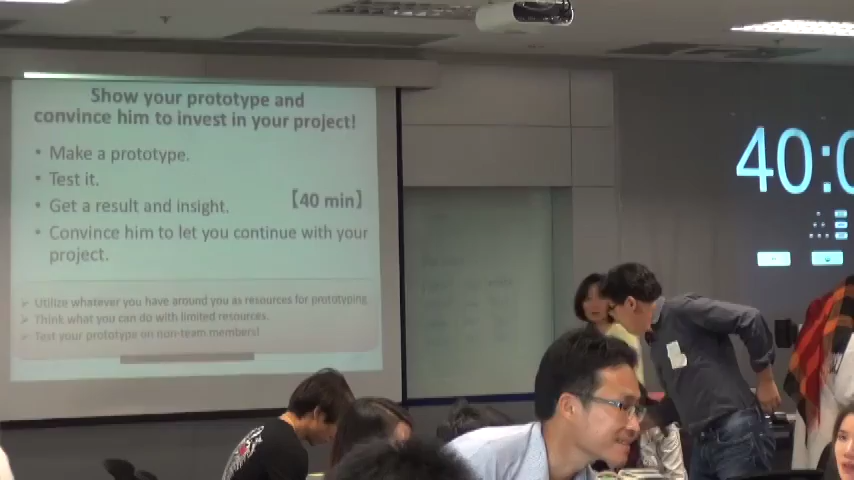 Show your prototype and
convince him to invest in your project!
• Make a prototype.
• Test it.
• Get a result and insight.
【40 min】
• Convince him to let you continue with your
project.
➢ Utilize whatever you have around you as resources for prototyping.
➢ Think what you can do with limited resources.
➢ Test your prototype on non-team members!
40:0